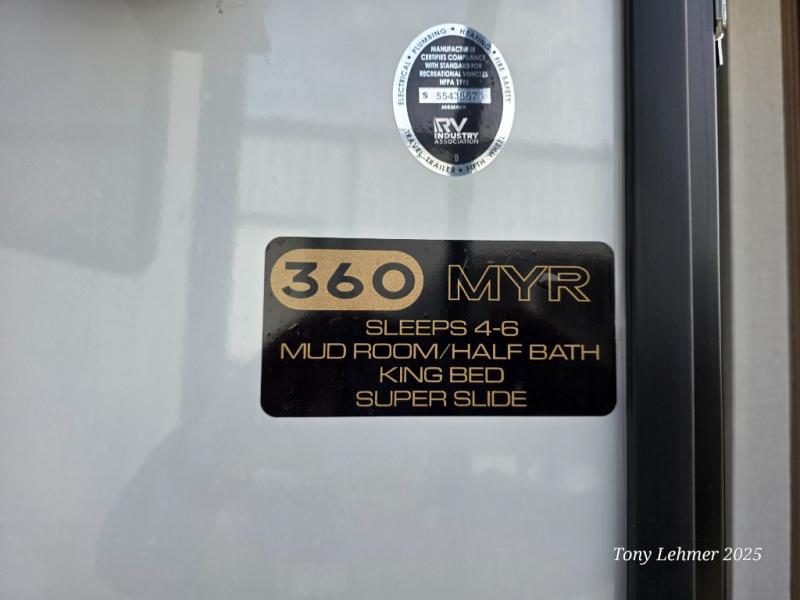 ELECTRICAL • PLUMBING • HEATING • FIRE SAFETY
MANUFACTURER
CERTIFIES COMPLIANCE
WITH STANDARD FOR
RECREATIONAL VEHICLES
NFPA 1192
S 5543867
MEMBER
RV
INDUSTRY
ASSOCIATION
TRAVEL TRAILER • FIFTH WHEEL
360 MYR
SLEEPS 4-6
MUD ROOM/HALF BATH
KING BED
SUPER SLIDE
Tony Lehmer 2025